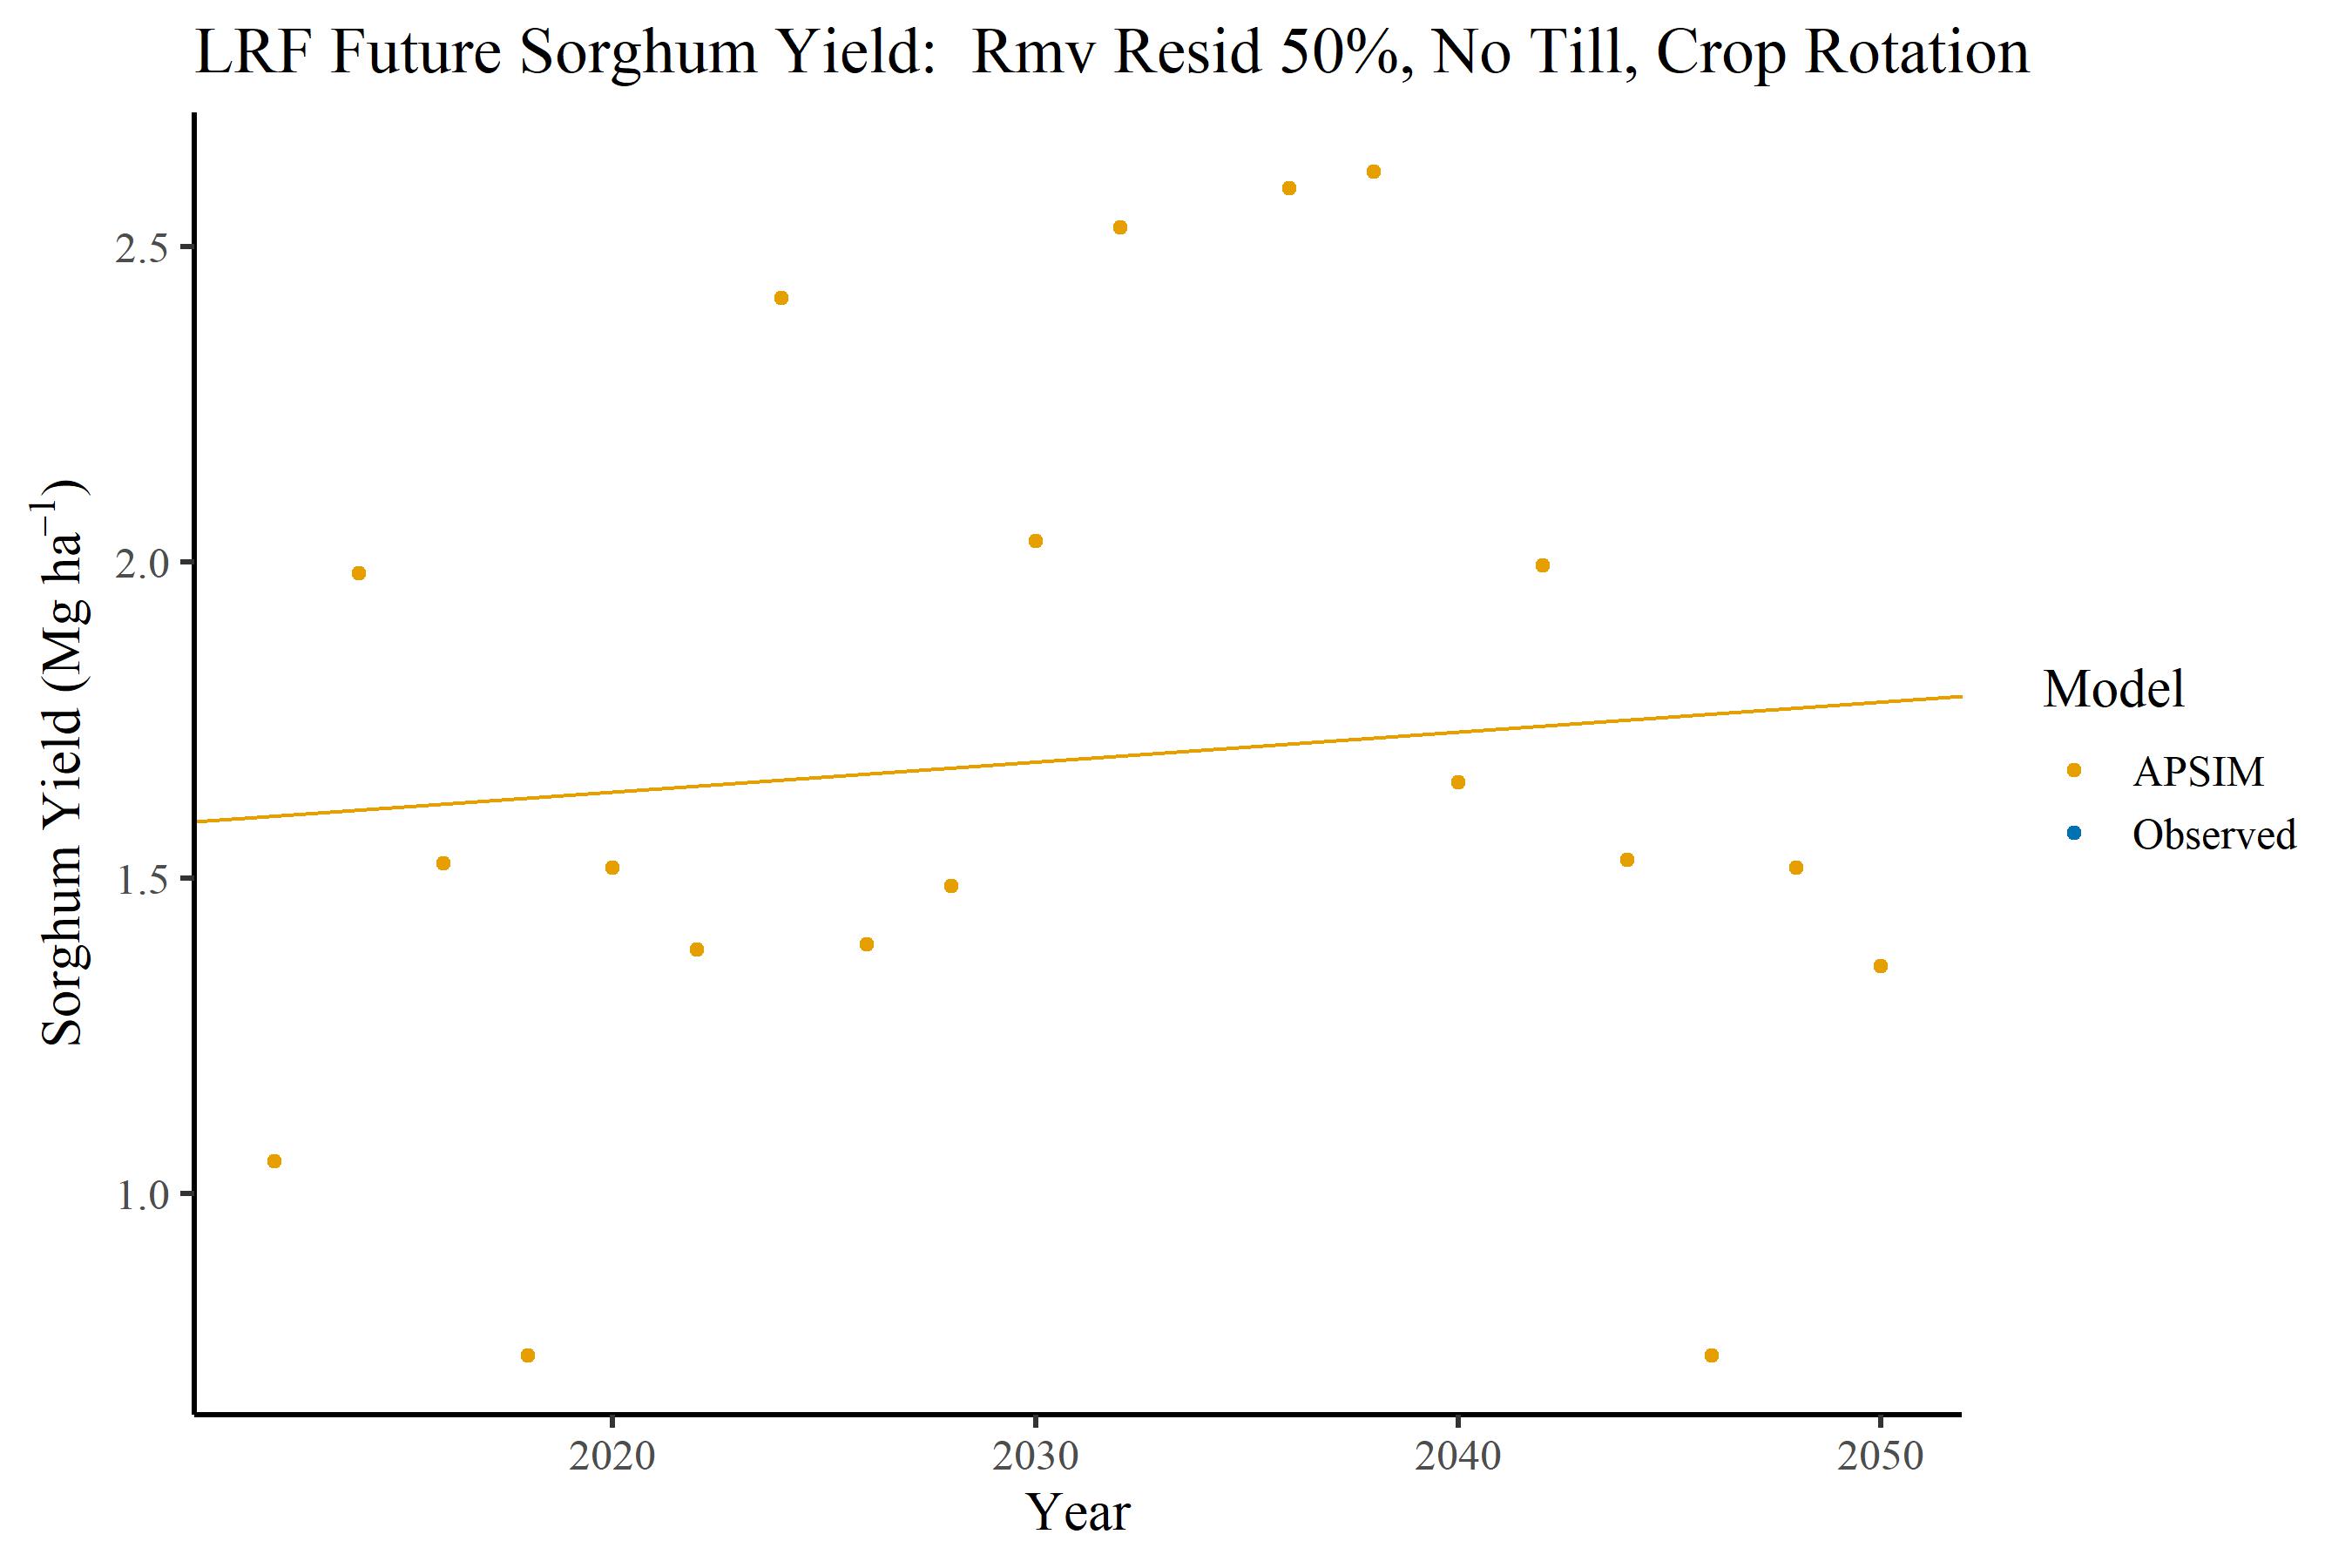 LRF Future Sorghum Yield:  Rmv Resid 50%, No Till, Crop Rotation
Sorghum Yield (Mg ha⁻¹)
2.5
2.0
1.5
1.0
2020 2030 2040 2050
Year
Model
APSIM
Observed